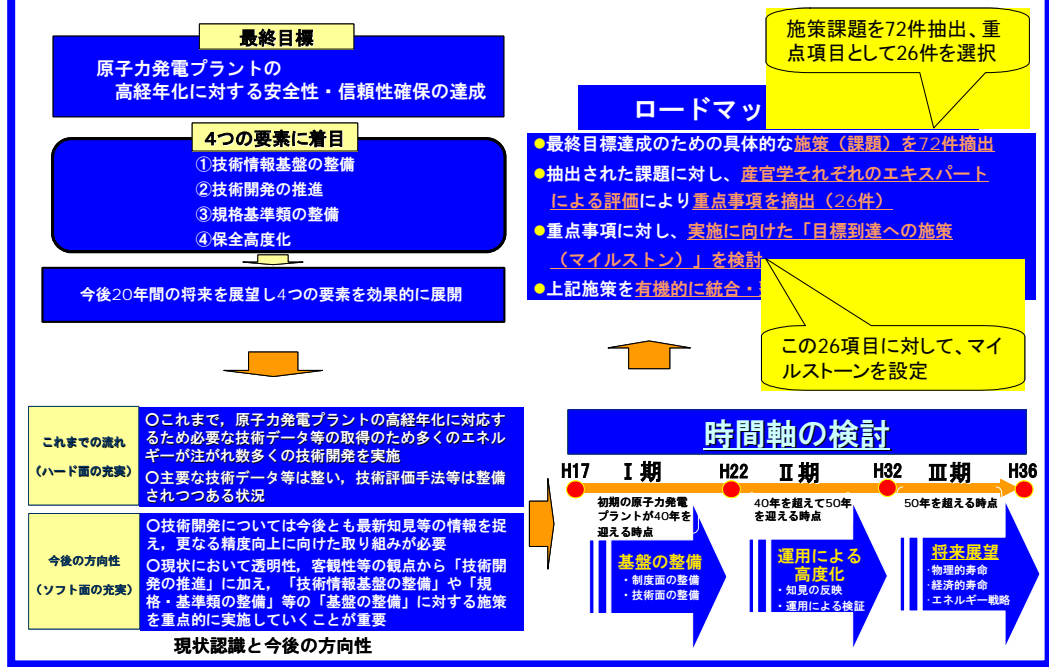 最終目標
原子力発電プラントの
高経年化に対する安全性・信頼性確保の達成
4つの要素に着目
①技術情報基盤の整備
②技術開発の推進
③規格基準類の整備
④保全高度化
今後20年間の将来を展望し4つの要素を効果的に展開
施策課題を72件抽出、重
点項目として26件を選択
ロードマッ
●最終目標達成のための具体的な施策（課題）を72件摘出
●抽出された課題に対し、産官学それぞれのエキスパート
による評価により重点事項を摘出（26件）
●重点事項に対し、実施に向けた「目標到達への施策
（マイルストン）」を検討
●上記施策を有機的に統合・
この26項目に対して、マイ
ルストーンを設定
これまでの流れ
（ハード面の充実）
〇これまで，原子力発電プラントの高経年化に対応す
るため必要な技術データ等の取得のため多くのエネル
ギーが注がれ数多くの技術開発を実施
〇主要な技術データ等は整い，技術評価手法等は整備
されつつある状況
今後の方向性
（ソフト面の充実）
〇技術開発については今後とも最新知見等の情報を捉
え，更なる精度向上に向けた取り組みが必要
〇現状において透明性，客観性等の観点から「技術開
発の推進」に加え，「技術情報基盤の整備」や「規
格・基準類の整備」等の「基盤の整備」に対する施策
を重点的に実施していくことが重要
現状認識と今後の方向性
時間軸の検討
H17 Ⅰ期 H22 Ⅱ期 H32 Ⅲ期 H36
初期の原子力発電
プラントが40年を
迎える時点
40年を超えて50年
を迎える時点
50年を超える時点
基盤の整備
・制度面の整備
・技術面の整備
運用による
高度化
・知見の反映
・運用による検証
将来展望
・物理的寿命
・経済的寿命
・エネルギー戦略